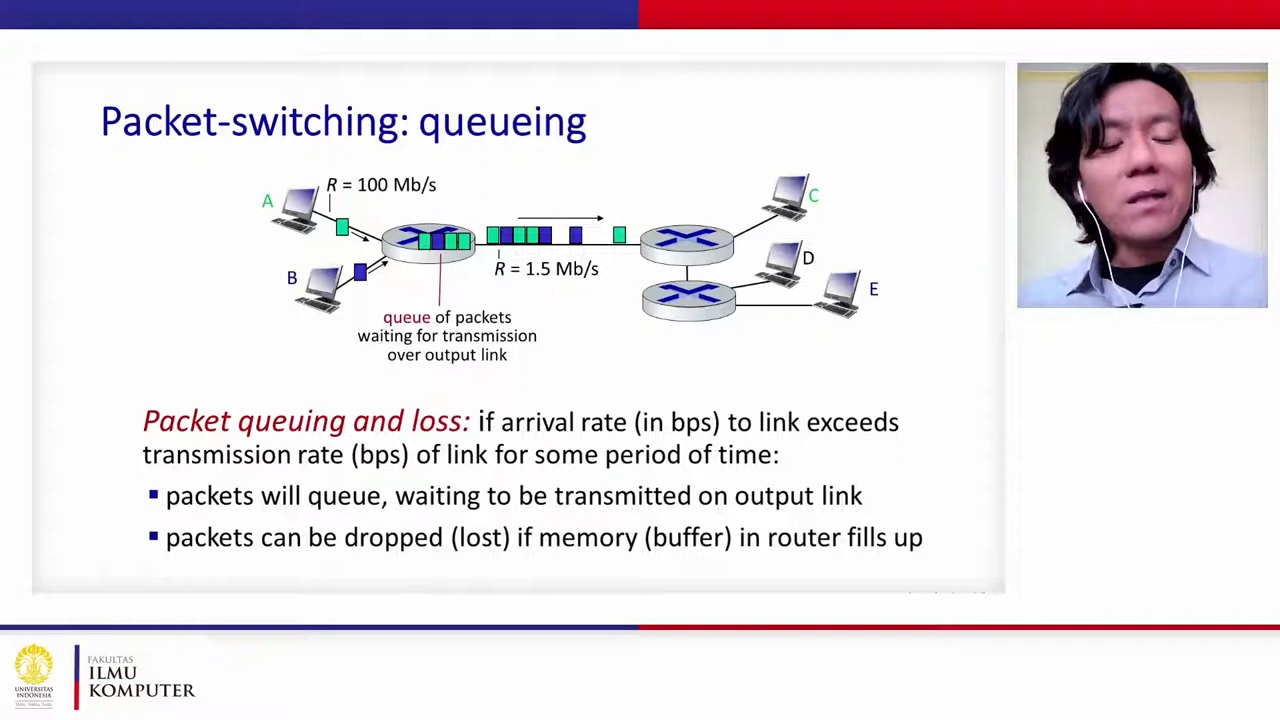 Packet-switching: queueing
A
R = 100 Mb/s
C
B
R = 1.5 Mb/s
D
E
queue of packets
waiting for transmission
over output link
Packet queuing and loss: if arrival rate (in bps) to link exceeds
transmission rate (bps) of link for some period of time:
▪ packets will queue, waiting to be transmitted on output link
▪ packets can be dropped (lost) if memory (buffer) in router fills up
FAKULTAS
ILMU
KOMPUTER
UNIVERSITAS
INDONESIA